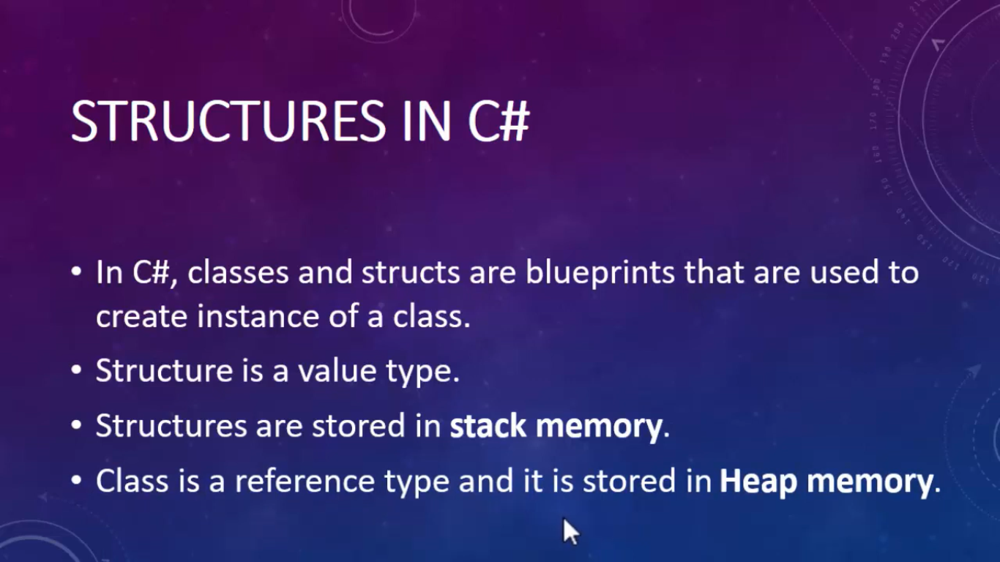 STRUCTURES IN C#
• In C#, classes and structs are blueprints that are used to
create instance of a class.
• Structure is a value type.
• Structures are stored in stack memory.
• Class is a reference type and it is stored in Heap memory.